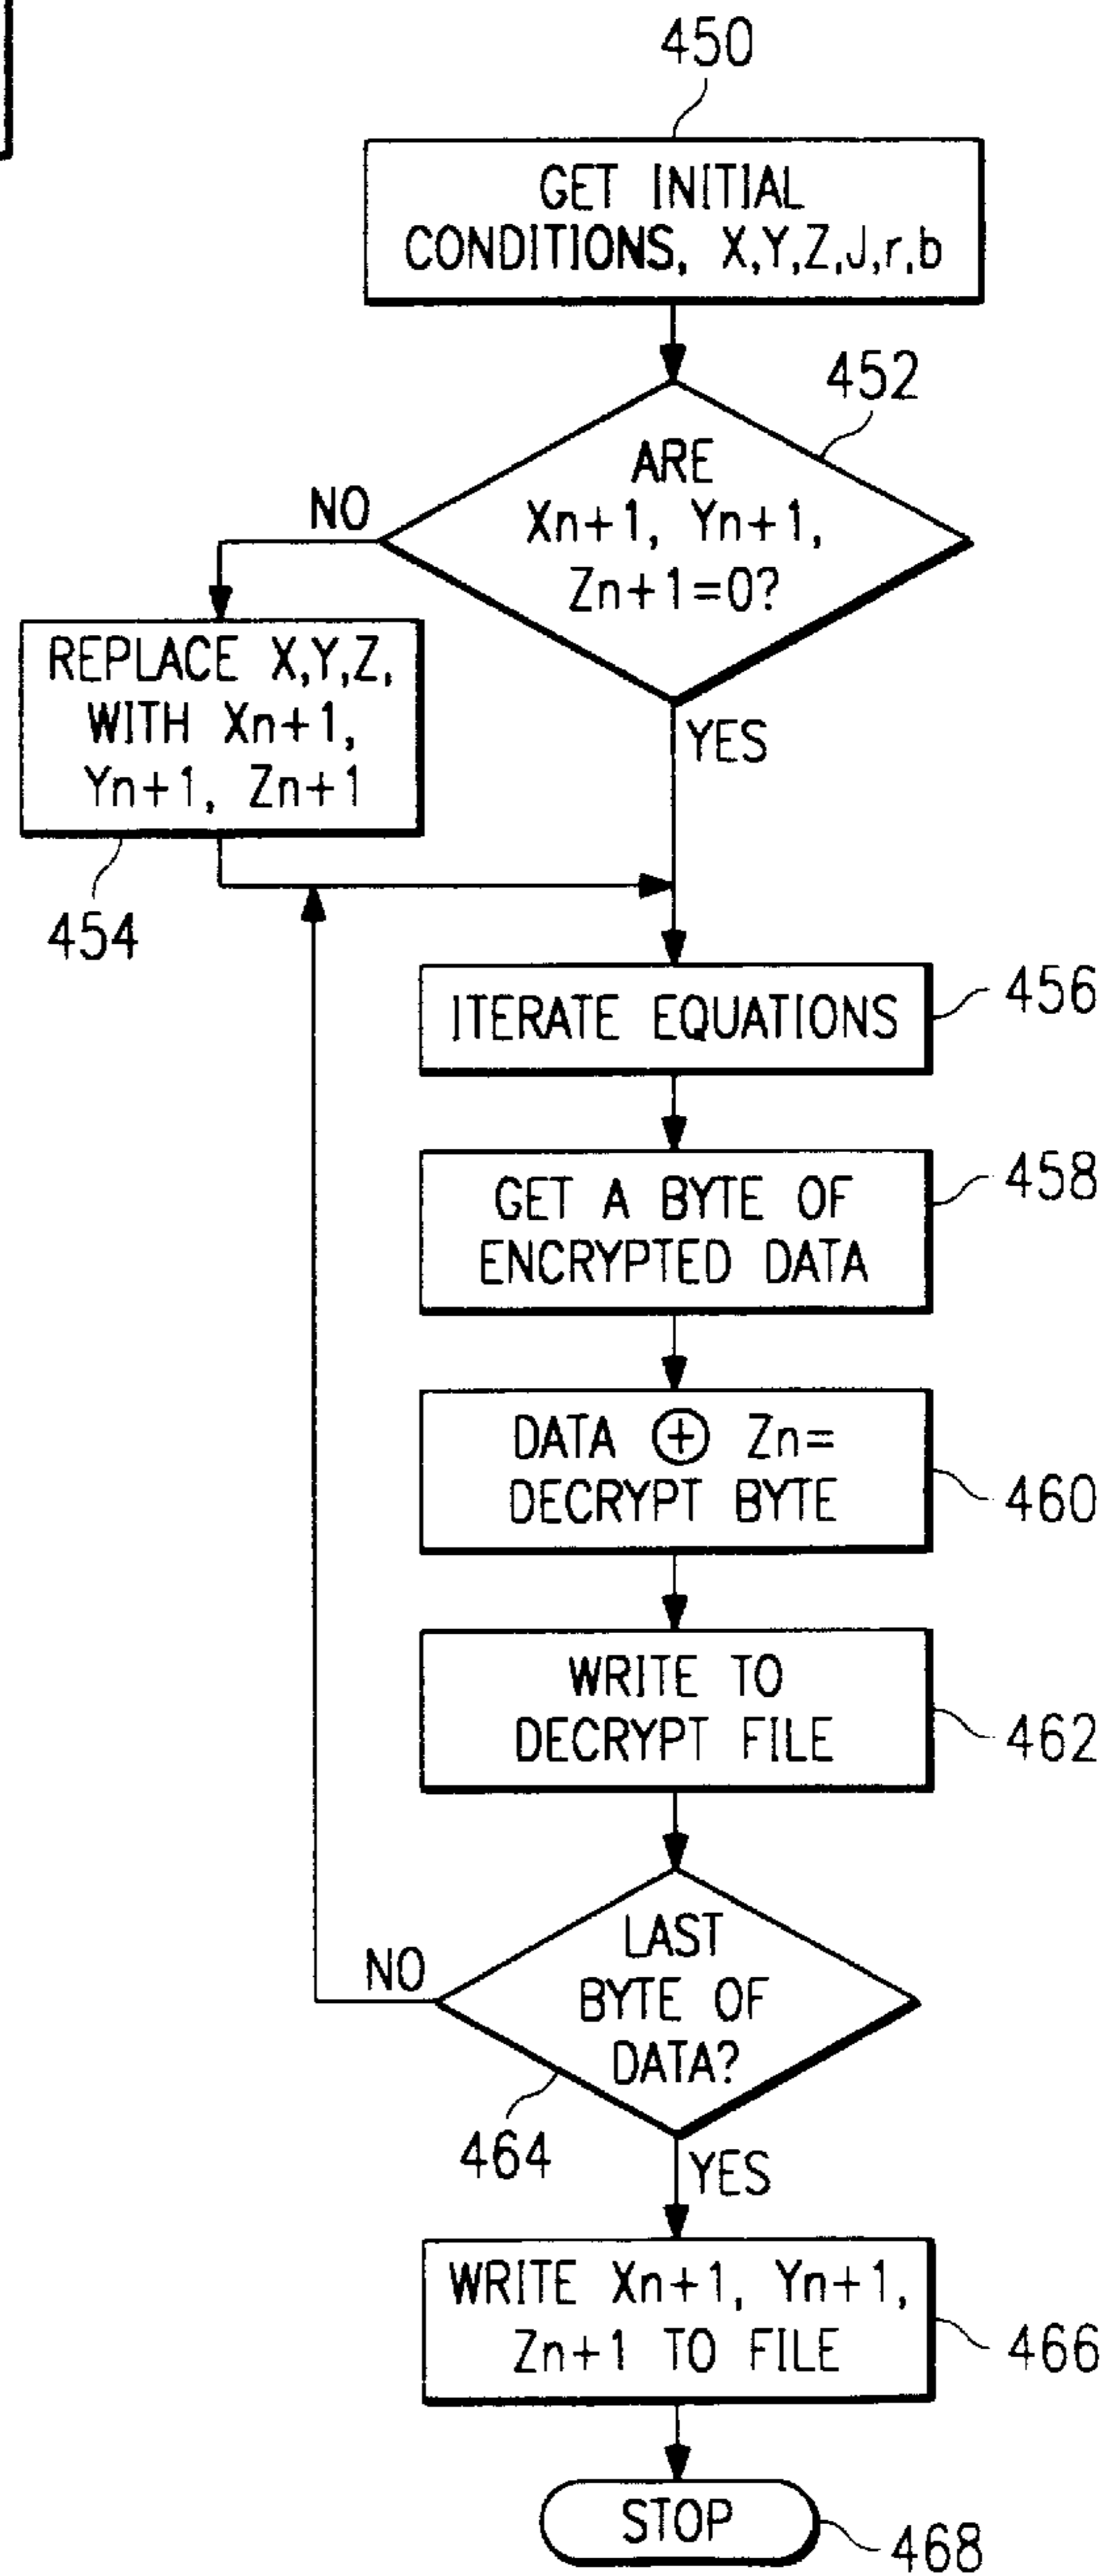 450
GET INITIAL
CONDITIONS, X,Y,Z,J,r,b
452
ARE
Xn+1, Yn+1,
Zn+1=0?
NO
REPLACE X,Y,Z,
WITH Xn+1,
Yn+1, Zn+1
YES
454
ITERATE EQUATIONS
456
GET A BYTE OF
ENCRYPTED DATA
458
DATA ⊕ Zn=
DECRYPT BYTE
460
WRITE TO
DECRYPT FILE
462
LAST
BYTE OF
DATA?
NO
464
YES
WRITE Xn+1, Yn+1,
Zn+1 TO FILE
466
STOP
468